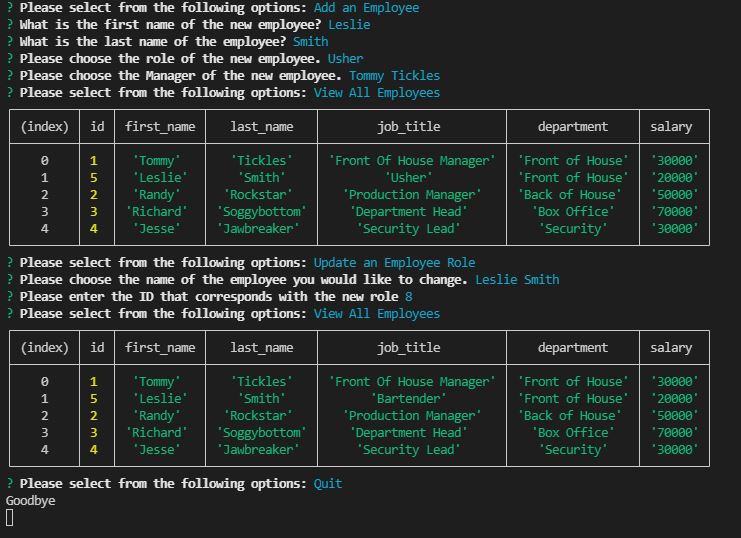 ? Please select from the following options: Add an Employee
? What is the first name of the new employee? Leslie
? What is the last name of the employee? Smith
? Please choose the role of the new employee. Usher
? Please choose the Manager of the new employee. Tommy Tickles
? Please select from the following options: View All Employees
(index) id first_name last_name job_title department salary
0 1 'Tommy' 'Tickles' 'Front Of House Manager' 'Front of House' '30000'
1 5 'Leslie' 'Smith' 'Usher' 'Front of House' '20000'
2 2 'Randy' 'Rockstar' 'Production Manager' 'Back of House' '50000'
3 3 'Richard' 'Soggybottom' 'Department Head' 'Box Office' '70000'
4 4 'Jesse' 'Jawbreaker' 'Security Lead' 'Security' '30000'
? Please select from the following options: Update an Employee Role
? Please choose the name of the employee you would like to change. Leslie Smith
? Please enter the ID that corresponds with the new role 8
? Please select from the following options: View All Employees
(index) id first_name last_name job_title department salary
0 1 'Tommy' 'Tickles' 'Front Of House Manager' 'Front of House' '30000'
1 5 'Leslie' 'Smith' 'Bartender' 'Front of House' '20000'
2 2 'Randy' 'Rockstar' 'Production Manager' 'Back of House' '50000'
3 3 'Richard' 'Soggybottom' 'Department Head' 'Box Office' '70000'
4 4 'Jesse' 'Jawbreaker' 'Security Lead' 'Security' '30000'
? Please select from the following options: Quit
Goodbye